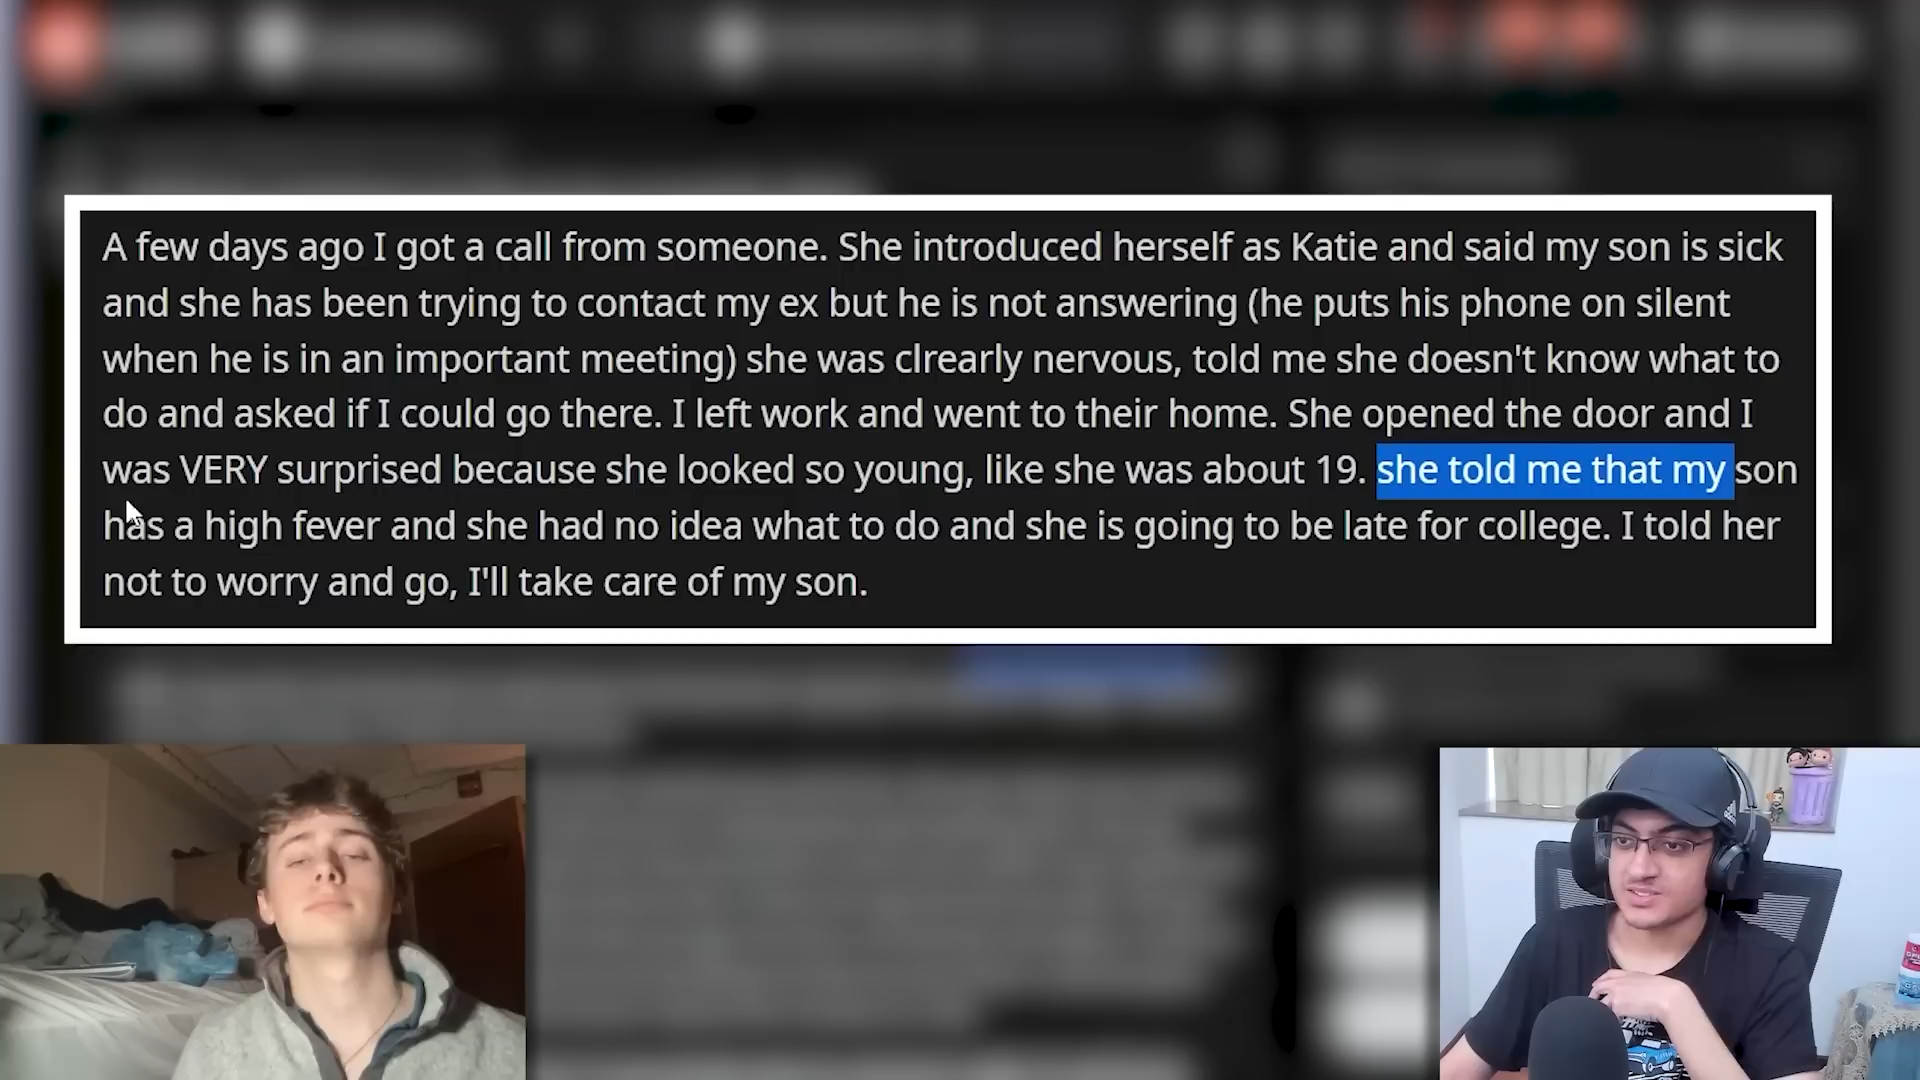 A few days ago I got a call from someone. She introduced herself as Katie and said my son is sick
and she has been trying to contact my ex but he is not answering (he puts his phone on silent
when he is in an important meeting) she was clrearly nervous, told me she doesn't know what to
do and asked if I could go there. I left work and went to their home. She opened the door and I
was VERY surprised because she looked so young, like she was about 19. she told me that my son
has a high fever and she had no idea what to do and she is going to be late for college. I told her
not to worry and go, I'll take care of my son.